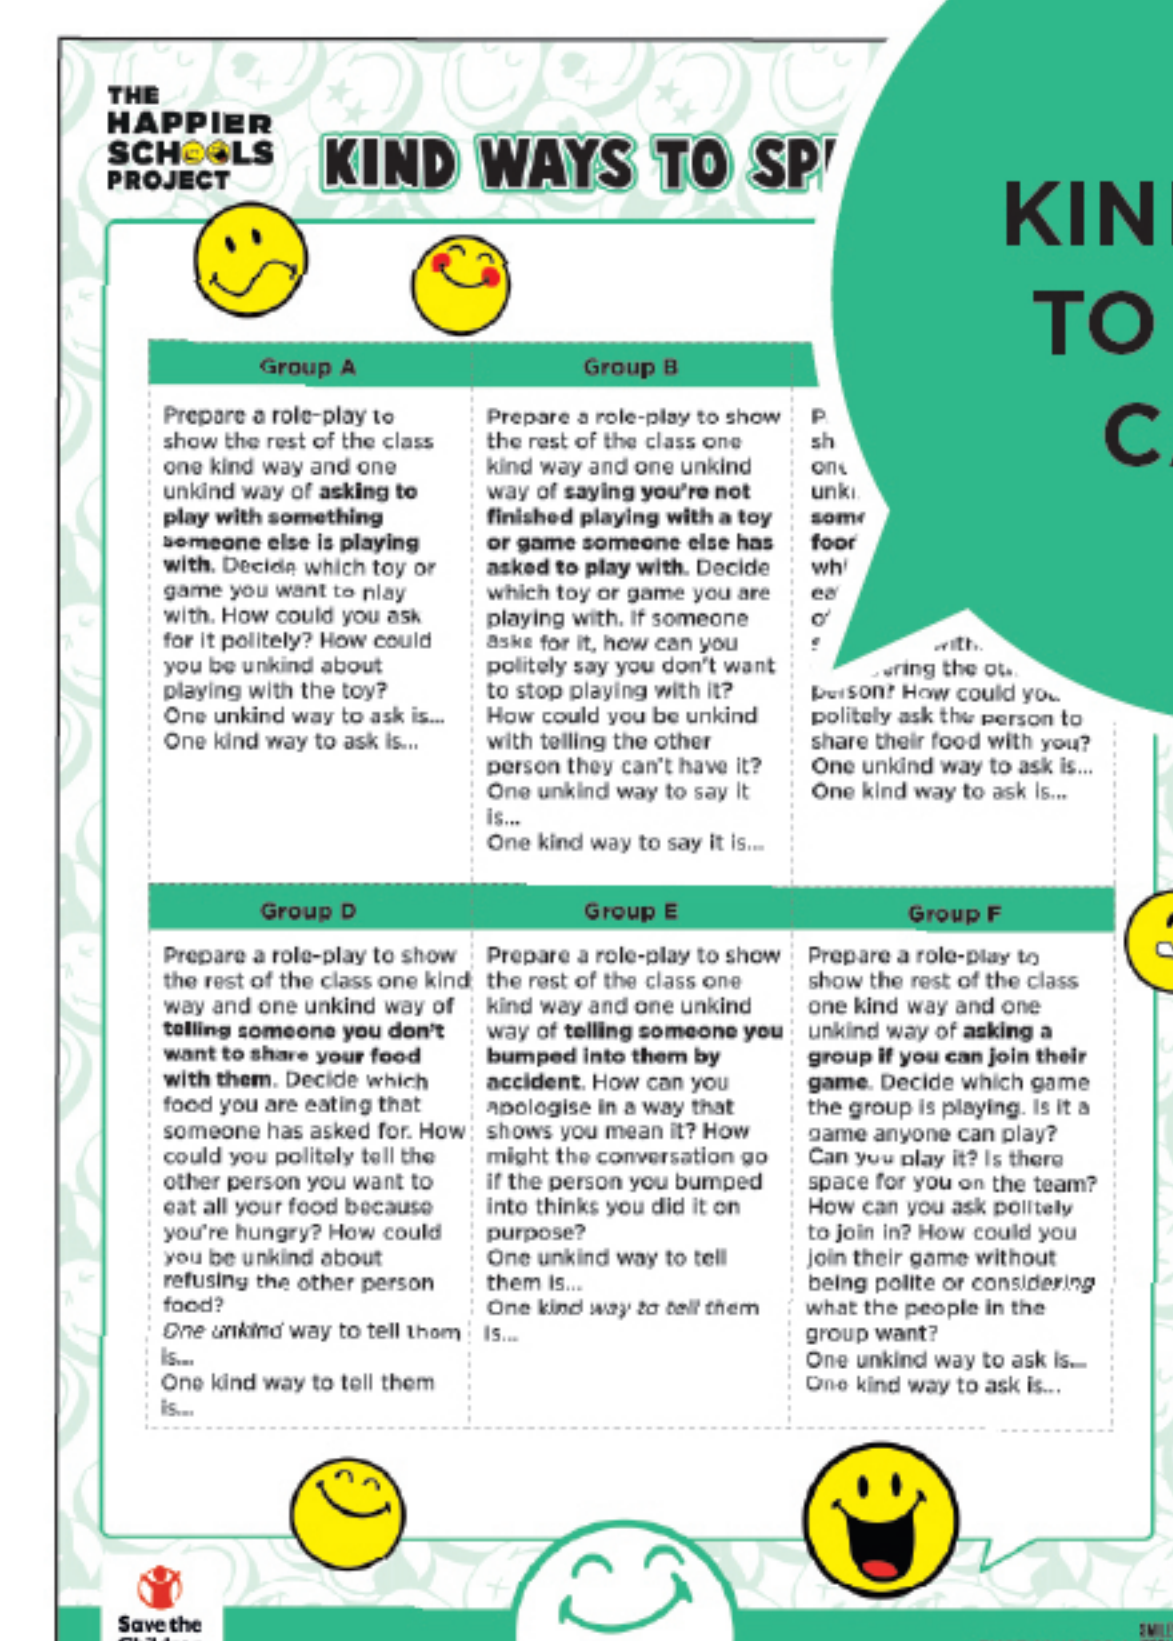 THE
HAPPIER
SCHOOLS
PROJECT
KIND WAYS TO
TO
Group A
Prepare a role-play to
show the rest of the class
one kind way and one
unkind way of asking to
play with something
someone else is playing
with. Decide which toy or
game you want to play
with. How could you ask
for it politely? How could
you be unkind about
playing with the toy?
One unkind way to ask is...
One kind way to ask is...
Group B
Prepare a role-play to show
the rest of the class one
kind way and one unkind
way of saying you're not
finished playing with a toy
or game someone else has
asked to play with. Decide
which toy or game you are
playing with. If someone
asks for it, how can you
politely say you don't want
to stop playing with it?
How could you be unkind
with telling the other
person they can't have it?
One unkind way to say it
is...
One kind way to say it is...
the
person? How could you
politely ask the person to
share their food with you?
One unkind way to ask is...
One kind way to ask is...
Group D
Prepare a role-play to show
the rest of the class one kind
way and one unkind way of
telling someone you don't
want to share your food
with them. Decide which
food you are eating that
someone has asked for. How
could you politely tell the
other person you want to
eat all your food because
you're hungry? How could
you be unkind about
refusing the other person
food?
One unkind way to tell them
is...
One kind way to tell them
is...
Group E
Prepare a role-play to show
the rest of the class one
kind way and one unkind
way of telling someone you
bumped into them by
accident. How can you
apologise in a way that
shows you mean it? How
might the conversation go
if the person you bumped
into thinks you did it on
purpose?
One unkind way to tell
them is...
One kind way to tell them
is...
Group F
Prepare a role-play to
show the rest of the class
one kind way and one
unkind way of asking a
group if you can join their
game. Decide which game
the group is playing. Is it a
game anyone can play?
Can you play it? Is there
space for you on the team?
How can you ask politely
to join in? How could you
join their game without
being polite or considering
what the people in the
group want?
One unkind way to ask is...
One kind way to ask is...
Save the